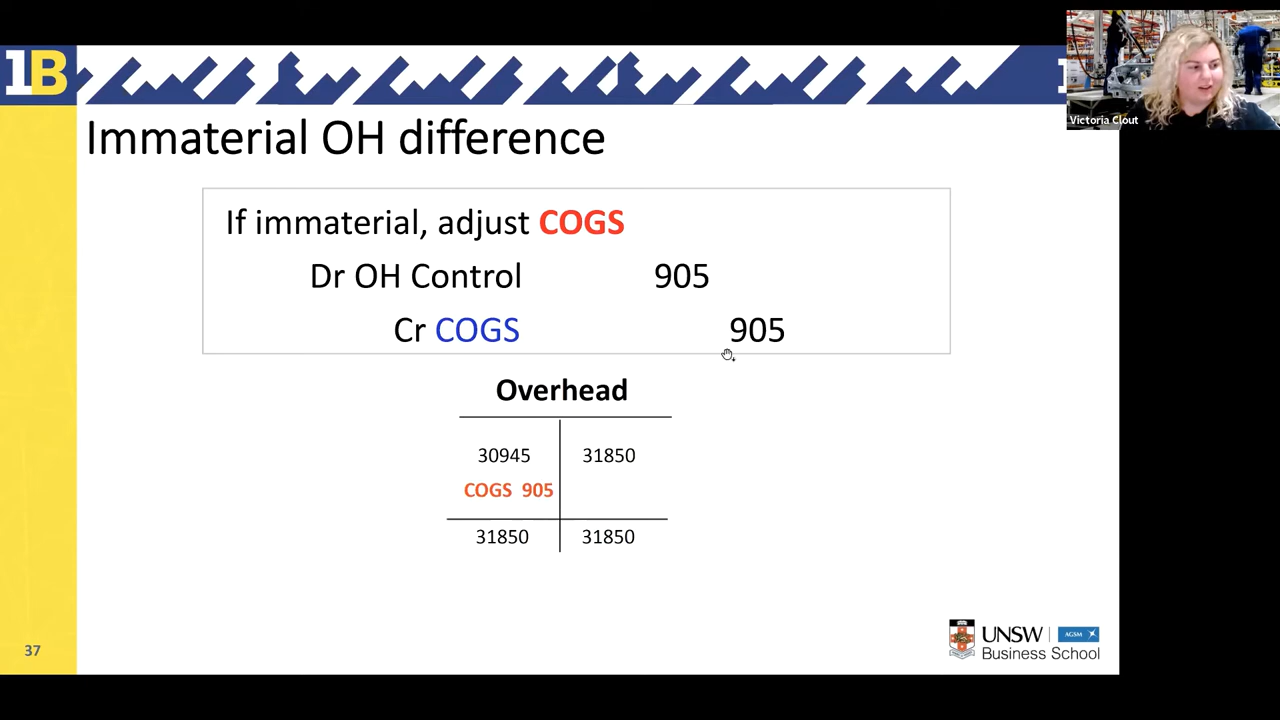 1B
1
Victoria Clout
Immaterial OH difference
If immaterial, adjust COGS
Dr OH Control 905
Cr COGS 905
Overhead
30945 31850
COGS 905
31850 31850
37
UNSW AGSM
Business School